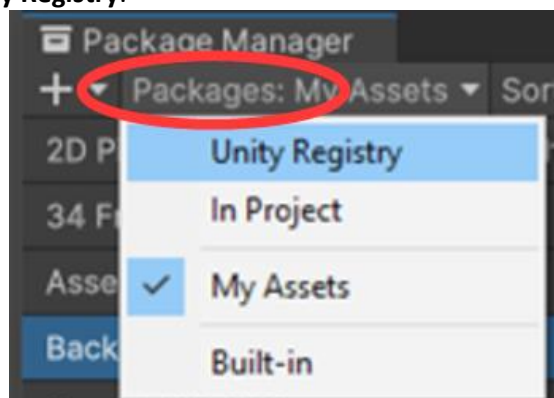 y Registry.
Package Manager
+ Packages: My Assets Sor
2D P
Unity Registry
34 F
In Project
Asse
My Assets
Back
Built-in